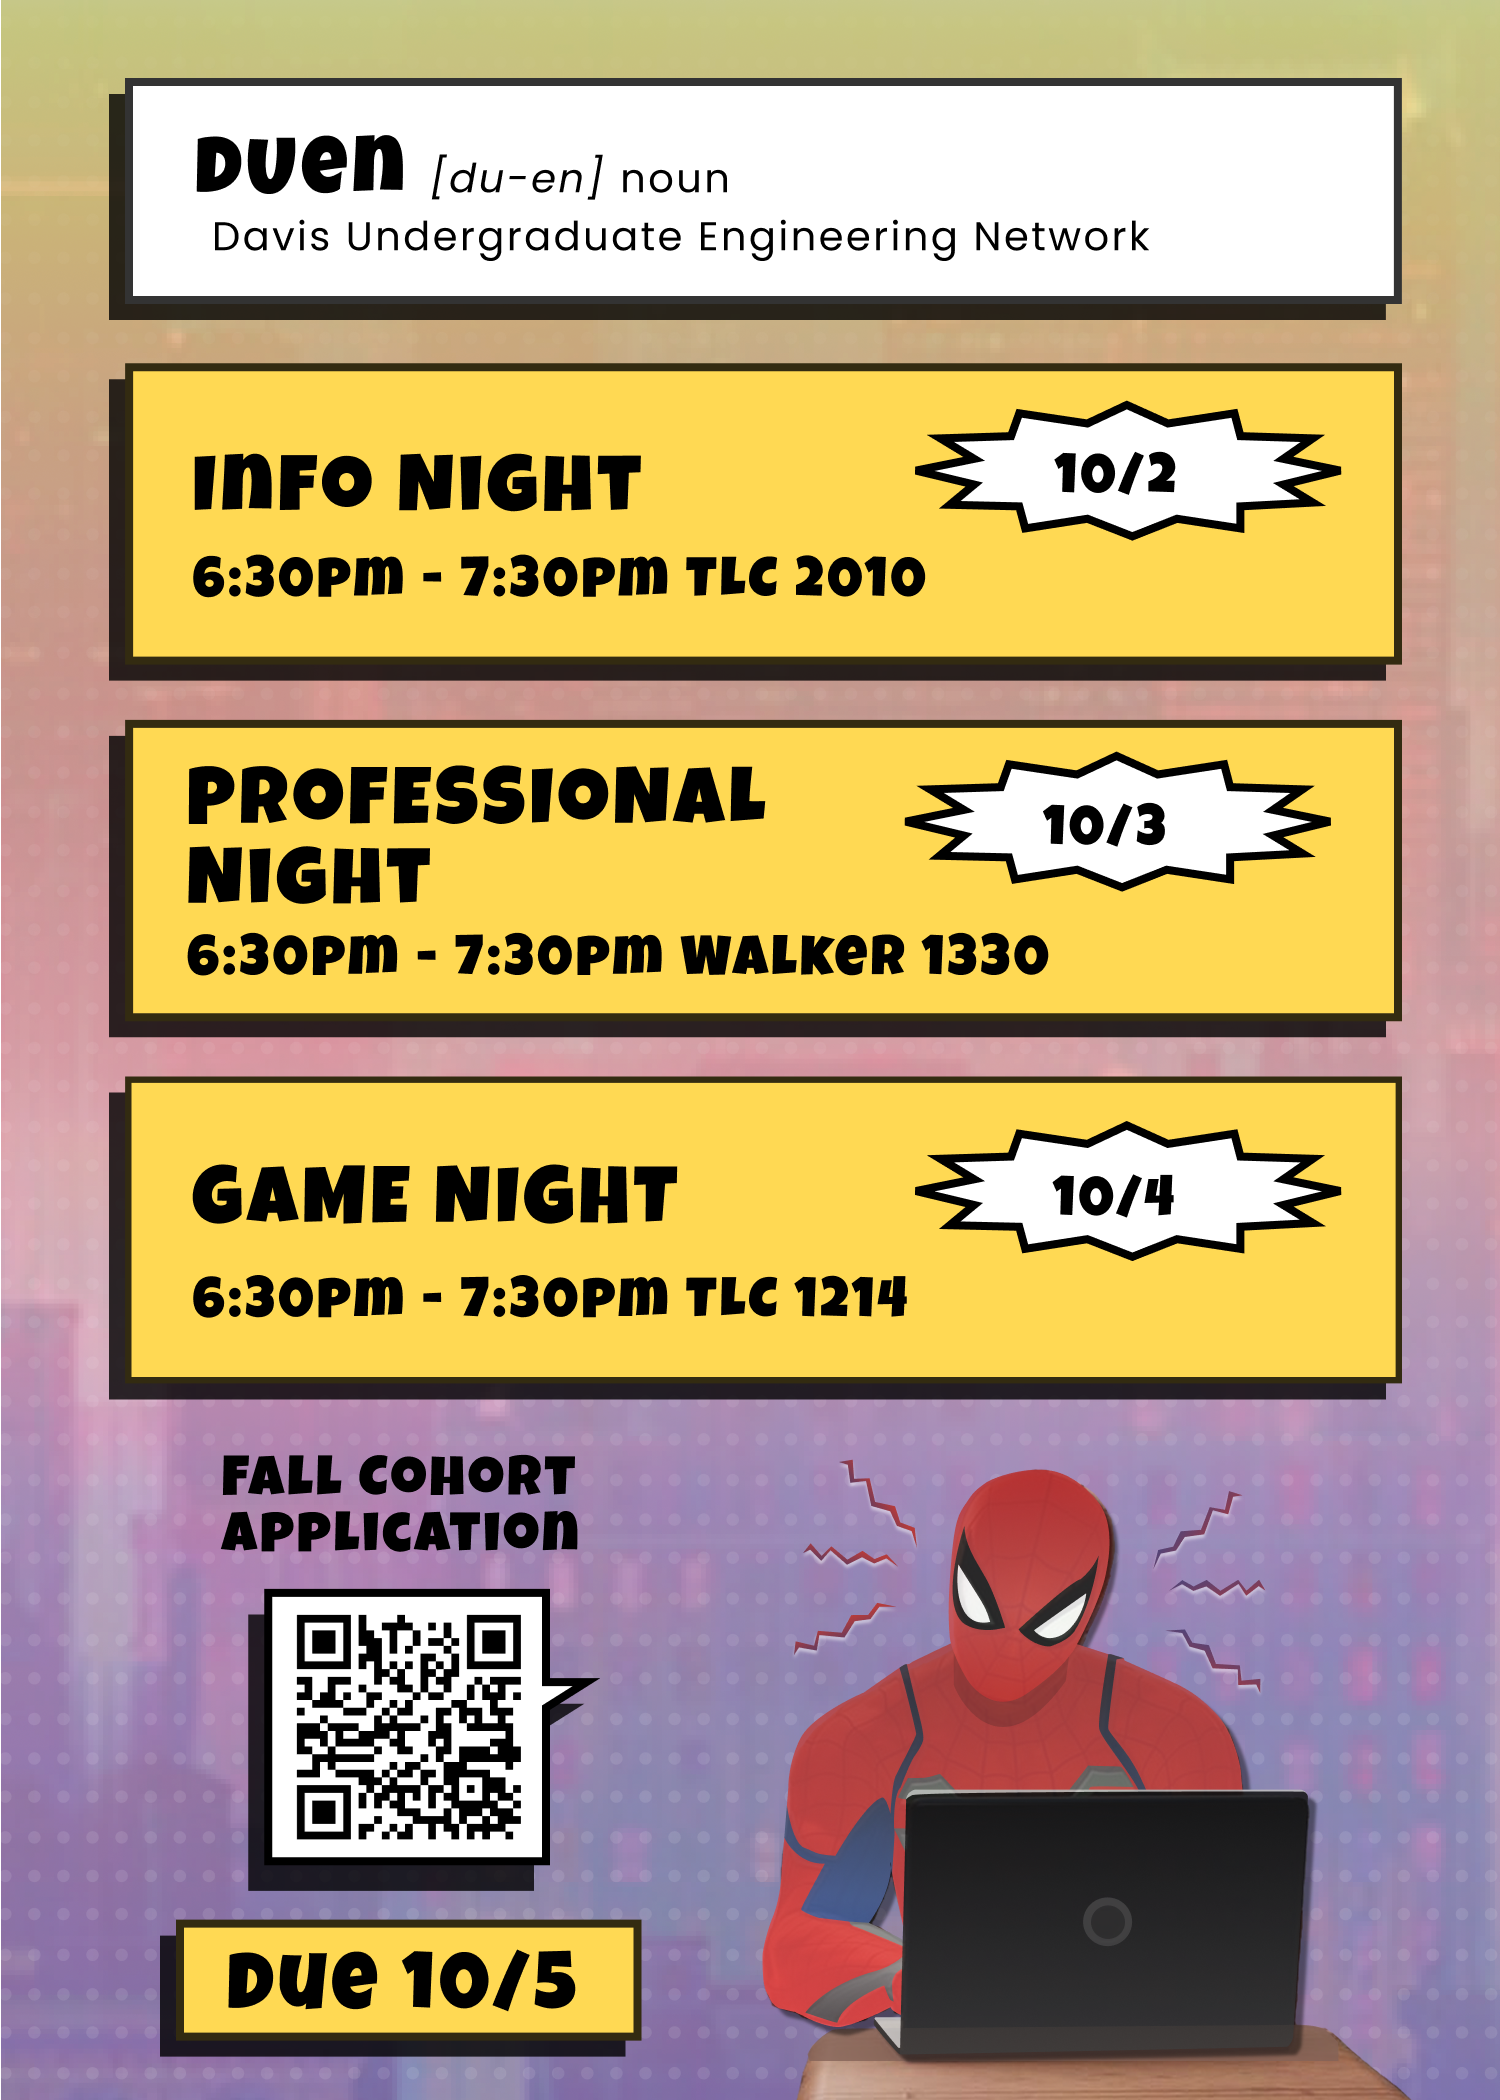 DUEN [du-en] noun
Davis Undergraduate Engineering Network
INFO NIGHT
10/2
6:30PM - 7:30PM TLC 2010
PROFESSIONAL
NIGHT
10/3
6:30PM - 7:30PM WALKER 1330
GAME NIGHT
10/4
6:30PM - 7:30PM TLC 1214
FALL COHORT
APPLICATION
Due 10/5